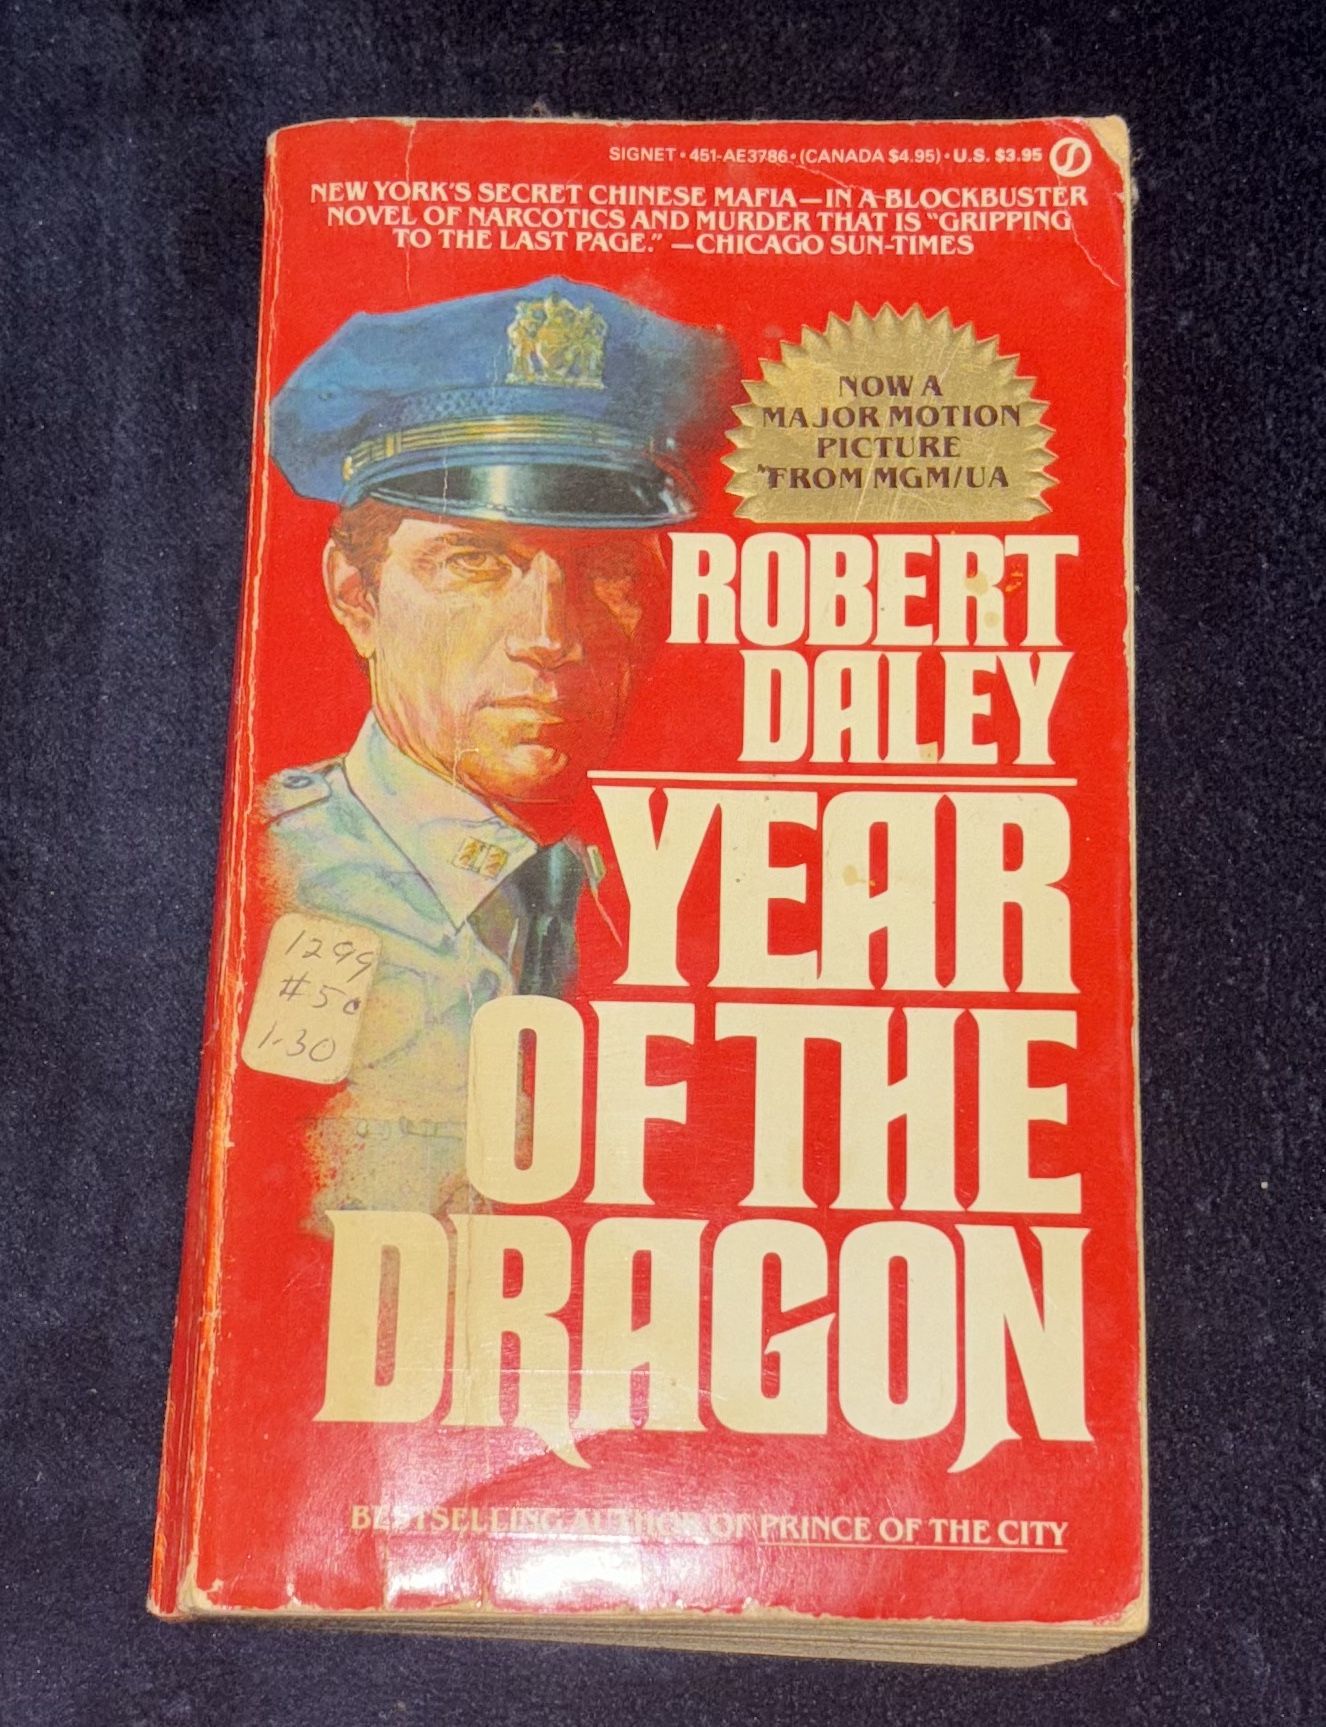 SIGNET • 451-AE3786 • (CANADA $4.95) • U.S. $3.95
NEW YORK'S SECRET CHINESE MAFIA—IN A BLOCKBUSTER
NOVEL OF NARCOTICS AND MURDER THAT IS "GRIPPING
TO THE LAST PAGE." —CHICAGO SUN-TIMES
NOW A
MAJOR MOTION
PICTURE
FROM MGM/UA
ROBERT
DALEY
YEAR
OF THE
DRAGON
1299
#50
1.30
BESTSELLING AUTHOR OF PRINCE OF THE CITY